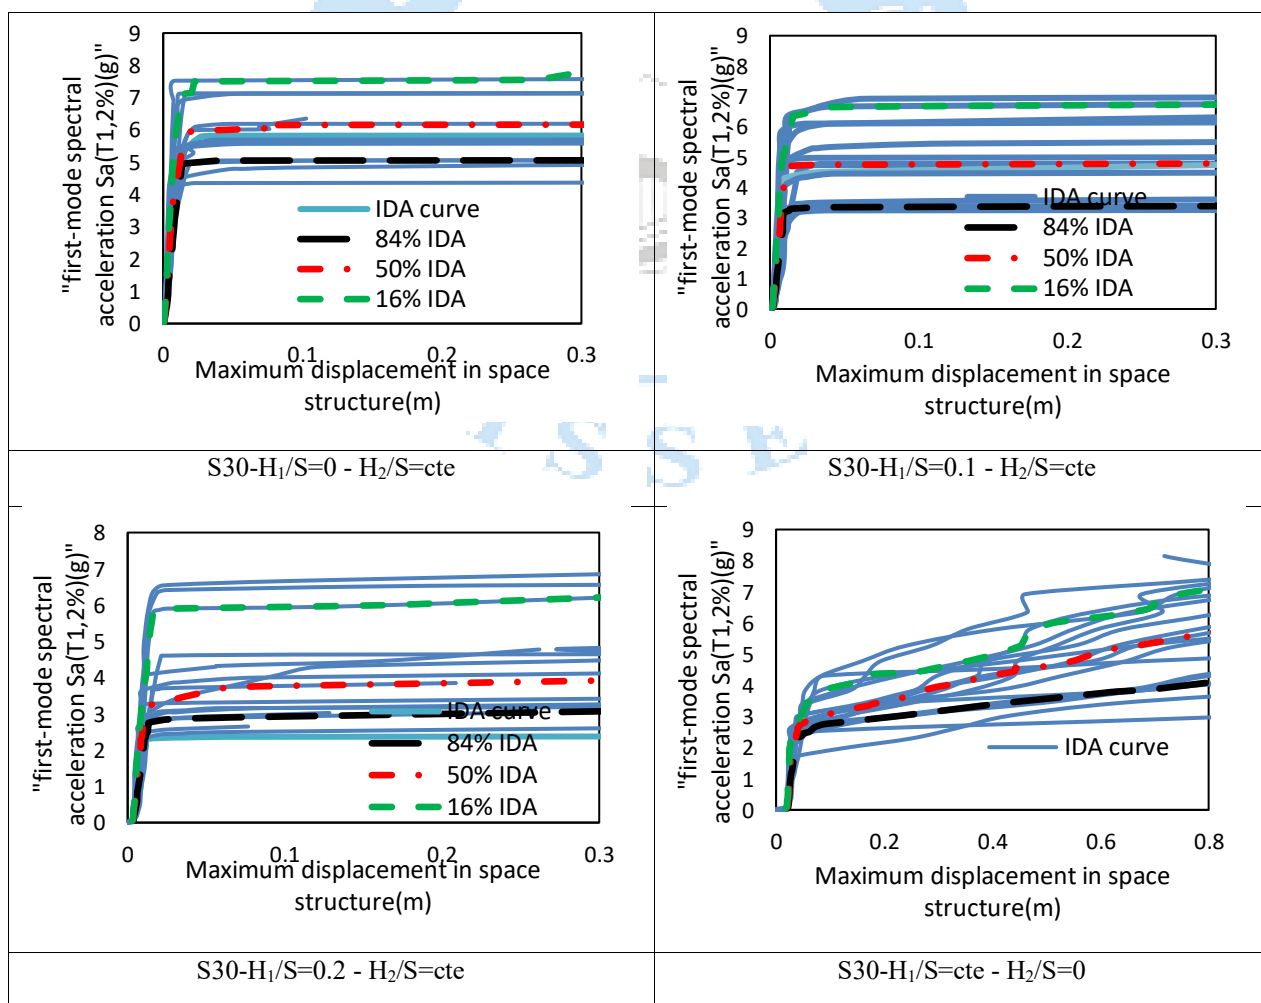 9
8
7
6
5
4
3
2
1
0
"first-mode spectral
acceleration Sa(T1,2%)(g)"
IDA curve
84% IDA
50% IDA
16% IDA
0
0.1
0.2
0.3
Maximum displacement in space
structure(m)
S30-H₁/S=0 - H₂/S=cte
9
8
7
6
5
4
3
2
1
0
"first-mode spectral
acceleration Sa(T1,2%)(g)"
IDA curve
84% IDA
50% IDA
16% IDA
0
0.1
0.2
0.3
Maximum displacement in space
structure(m)
S30-H₁/S=0.1 - H₂/S=cte
8
7
6
5
4
3
2
1
0
"first-mode spectral
acceleration Sa(T1,2%)(g)"
IDA curve
84% IDA
50% IDA
16% IDA
0
0.1
0.2
0.3
Maximum displacement in space
structure(m)
S30-H₁/S=0.2 - H₂/S=cte
9
8
7
6
5
4
3
2
1
0
"first-mode spectral
acceleration Sa(T1,2%)(g)"
IDA curve
0
0.2
0.4
0.6
0.8
Maximum displacement in space
structure(m)
S30-H₁/S=cte - H₂/S=0